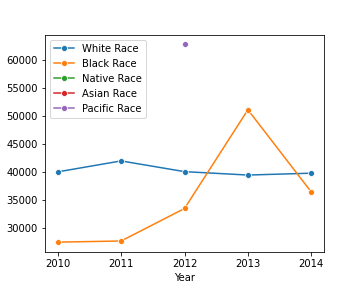 White Race
Black Race
Native Race
Asian Race
Pacific Race
60000
55000
50000
45000
40000
35000
30000
2010 2011 2012 2013 2014
Year